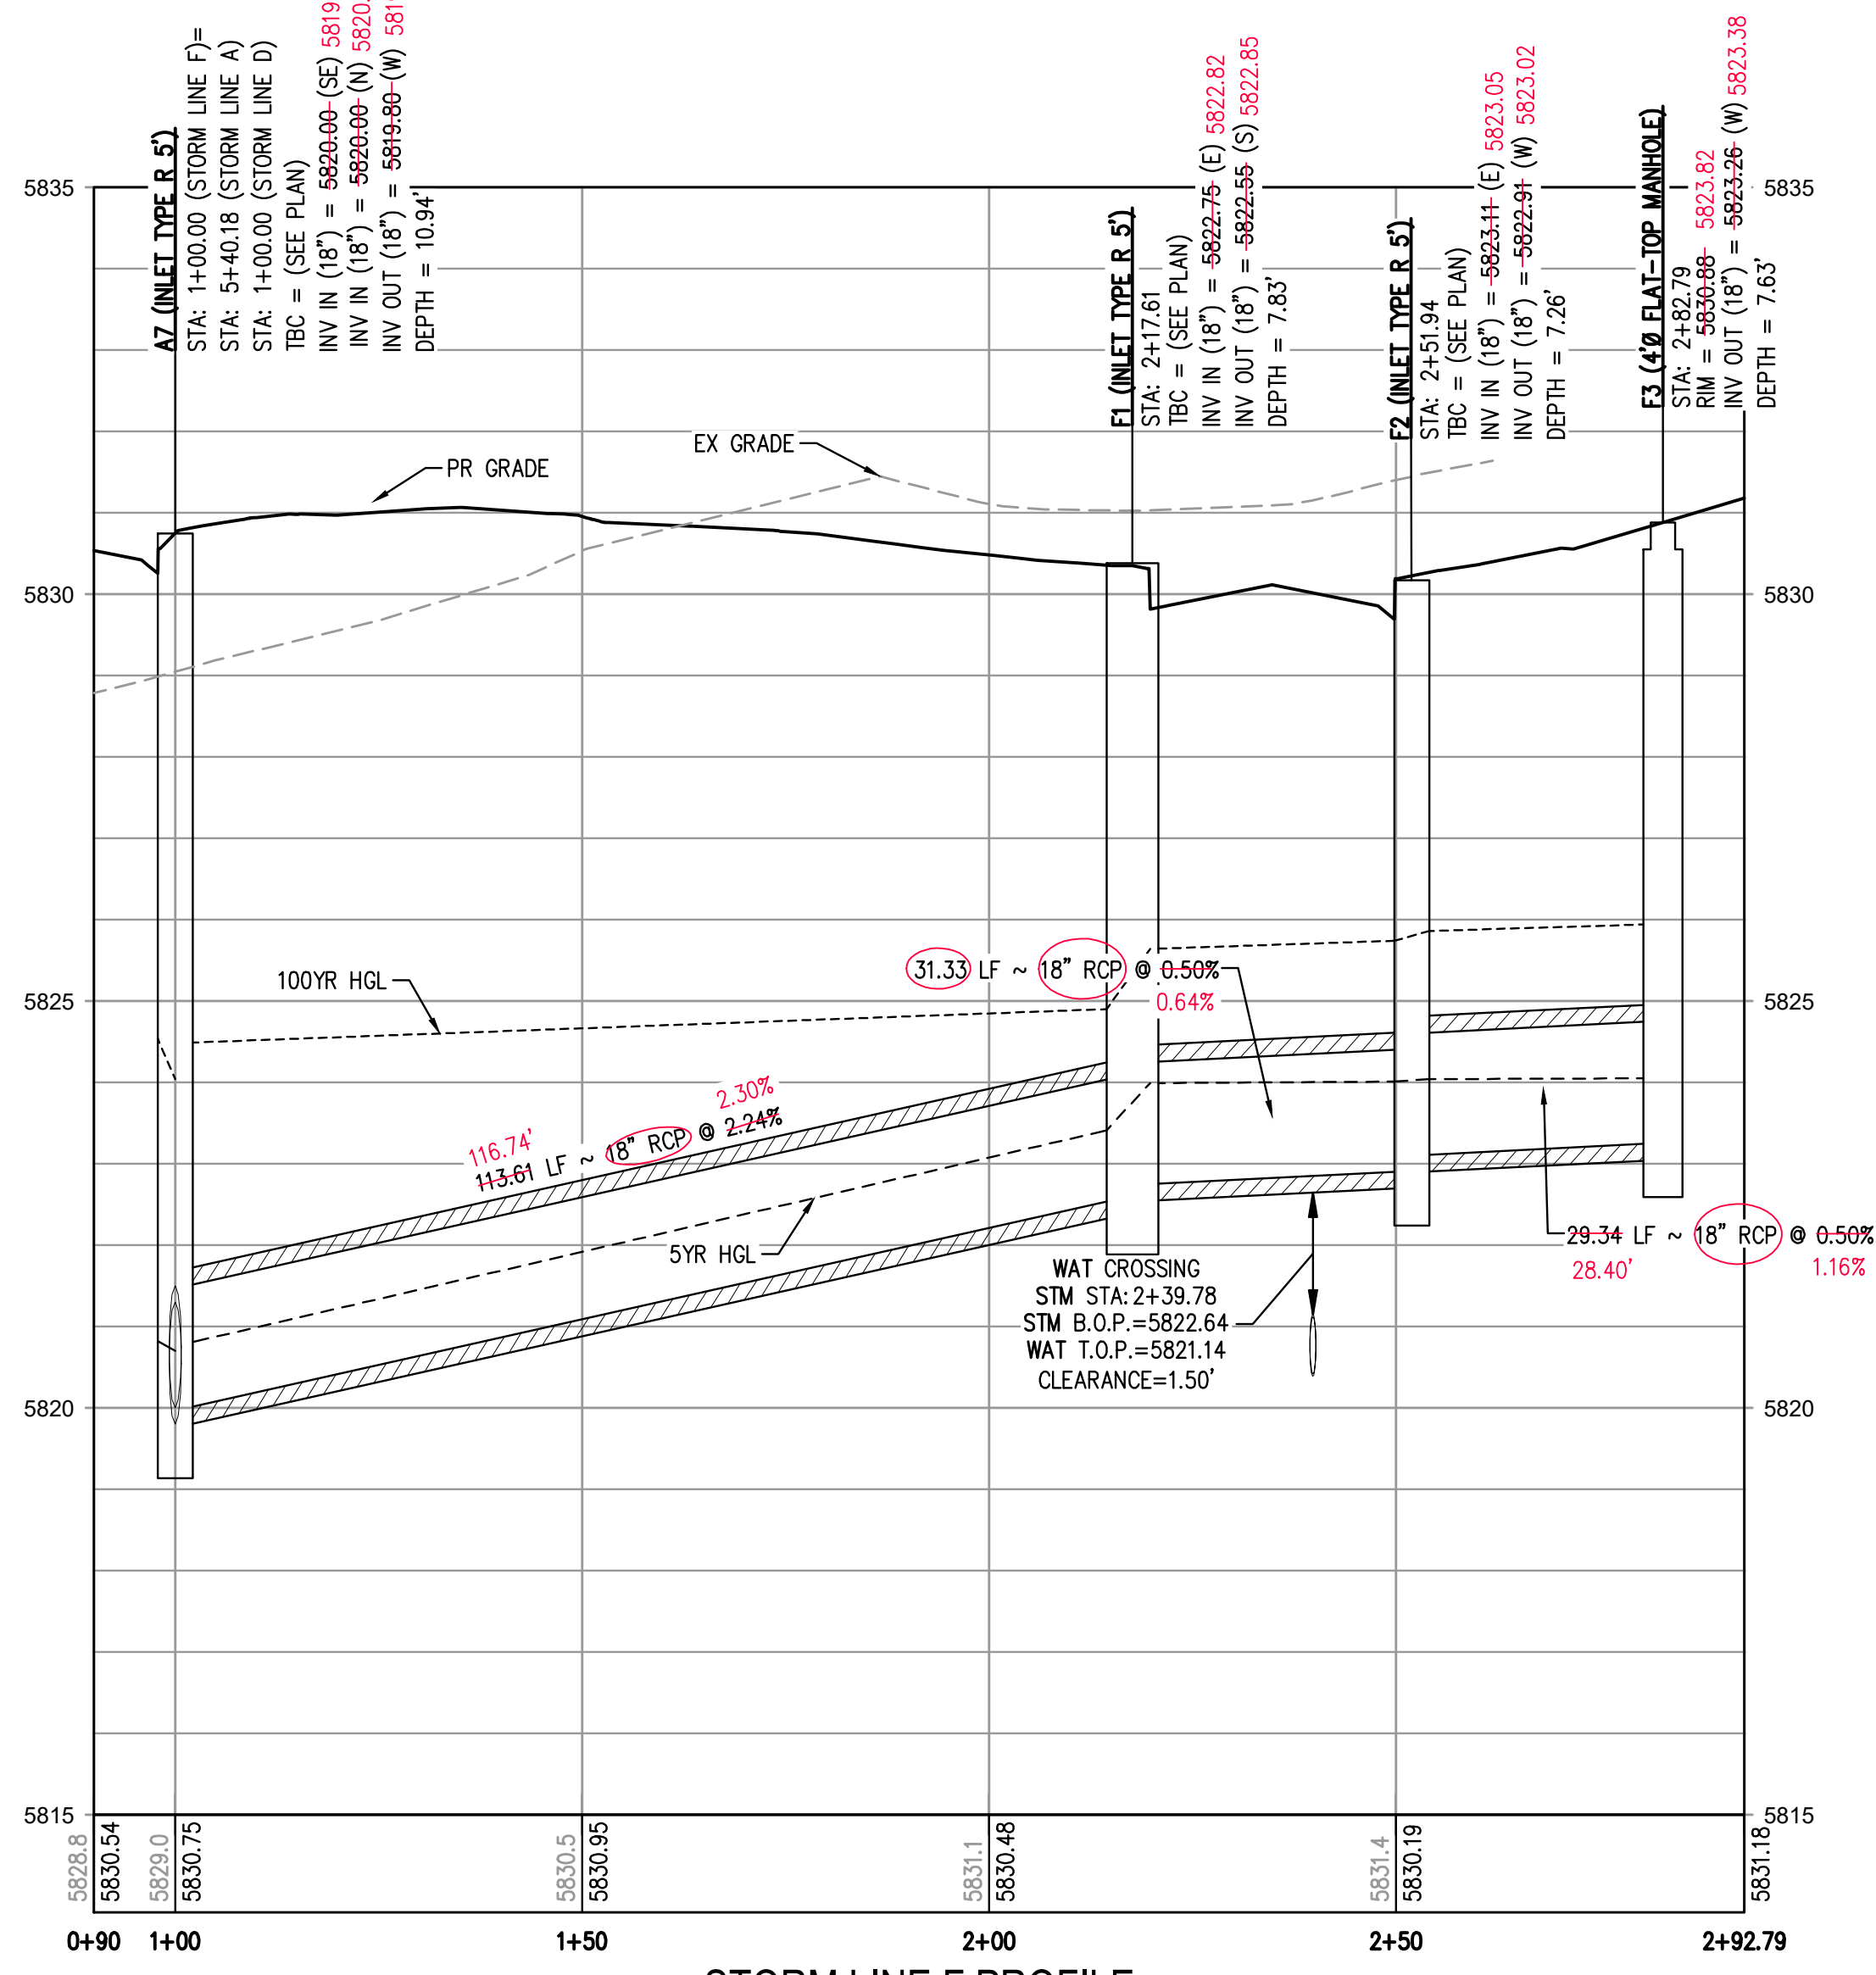 A7 (INLET TYPE R 5')
STA: 1+00.00 (STORM LINE F)=
STA: 5+40.18 (STORM LINE A)
STA: 1+00.00 (STORM LINE D)
TBC = (SEE PLAN)
INV IN (18") = 5820.00 (SE) 5819
INV IN (18") = 5820.00 (N) 5820.
INV OUT (18") = 5819.80 (W)
DEPTH = 10.94'
F1 (INLET TYPE R 5')
STA: 2+17.61
TBC = (SEE PLAN)
INV IN (18") = 5822.75 (E) 5822.82
INV OUT (18") = 5822.55 (S) 5822.85
DEPTH = 7.83'
F2 (INLET TYPE R 5')
STA: 2+51.94
TBC = (SEE PLAN)
INV IN (18") = 5823.11 (E) 5823.05
INV OUT (18") = 5822.91 (W) 5823.02
DEPTH = 7.26'
F3 (4'Ø FLAT-TOP MANHOLE)
STA: 2+82.79
RIM = 5830.88 5823.82
INV OUT (18") = 5823.26 (W) 5823.38
DEPTH = 7.63'
5835
5835
EX GRADE
PR GRADE
5830
5830
100YR HGL
31.33 LF ~ 18" RCP @ 0.50%
0.64%
5825
5825
2.30%
116.74'
113.61 LF ~ 18" RCP @ 2.24%
5YR HGL
29.34 LF ~ 18" RCP @ 0.50%
28.40'
1.16%
WAT CROSSING
STM STA:2+39.78
STM B.O.P.=5822.64
WAT T.O.P.=5821.14
CLEARANCE=1.50'
5820
5820
5815
5815
5828.8
5830.54
5829.0
5830.75
5830.5
5830.95
5831.1
5830.48
5831.4
5830.19
5831.18
0+90
1+00
1+50
2+00
2+50
2+92.79
STORM LINE F PROFILE